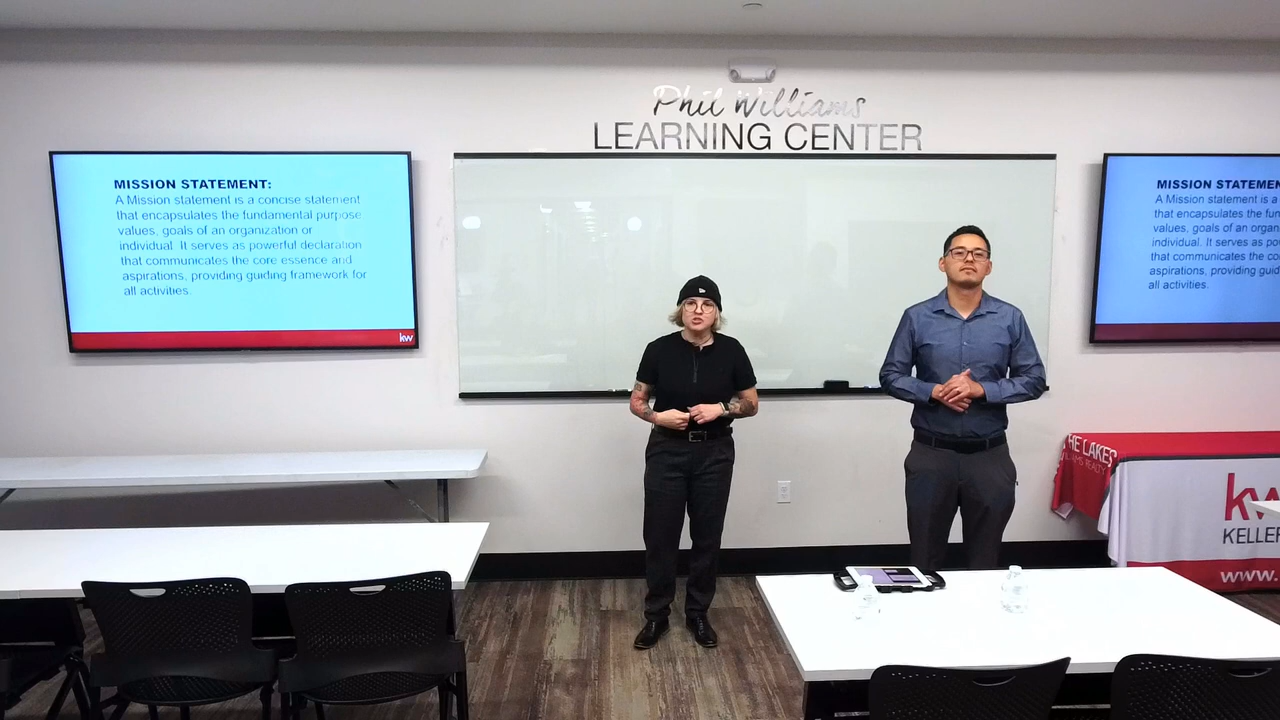 Phil Williams
LEARNING CENTER
MISSION STATEMENT:
A Mission statement is a concise statement
that encapsulates the fundamental purpose
values, goals of an organization or
individual. It serves as powerful declaration
that communicates the core essence and
aspirations, providing guiding framework for
all activities.
kw
MISSION STATEMEN
A Mission statement is a
that encapsulates the fun
values, goals of an organ
individual. It serves as po
that communicates the co
aspirations, providing guid
all activities.
HE LAKES
LIAMS REALTY
kw
KELLER
www.